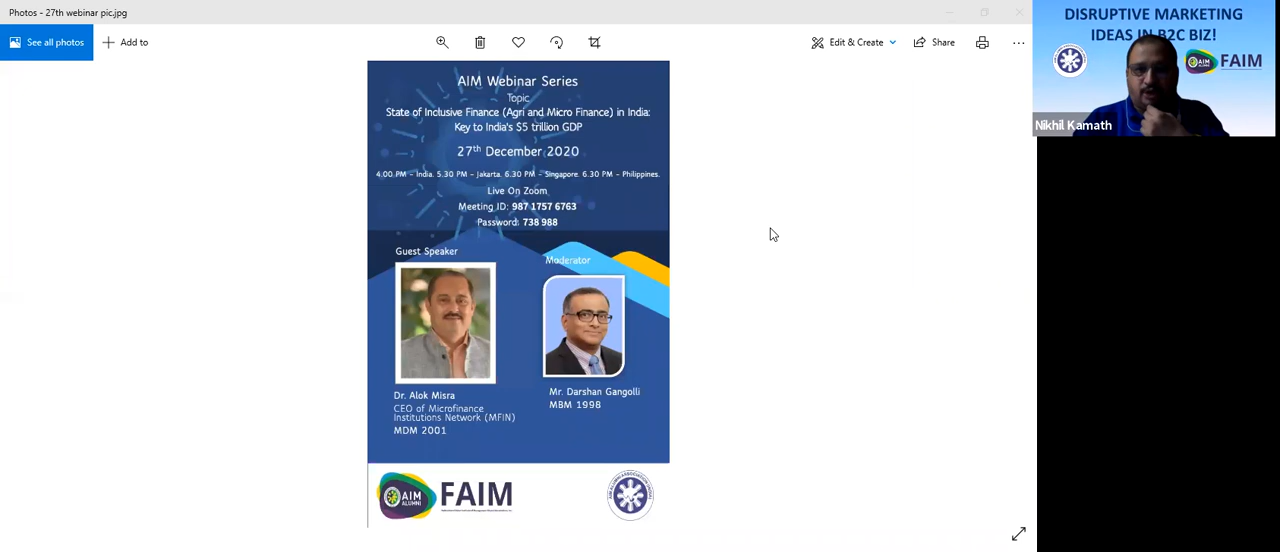 Photos - 27th webinar pic.jpg
See all photos
Add to
Edit & Create
Share
AIM Webinar Series
Topic
State of Inclusive Finance (Agri and Micro Finance) in India:
Key to India's $5 trillion GDP
27th December 2020
4.00 PM - India. 5.30 PM - Jakarta. 6.30 PM - Singapore. 6.30 PM - Philippines.
Live On Zoom
Meeting ID: 987 1757 6763
Password: 738 988
Guest Speaker
Moderator
Dr. Alok Misra
CEO of Microfinance
Institutions Network (MFIN)
MDM 2001
Mr. Darshan Gangolli
MBM 1998
AIM
ALUMNI
FAIM
DISRUPTIVE MARKETING
IDEAS IN B2C BIZ!
AIM
ALUMNI
FAIM
Nikhil Kamath